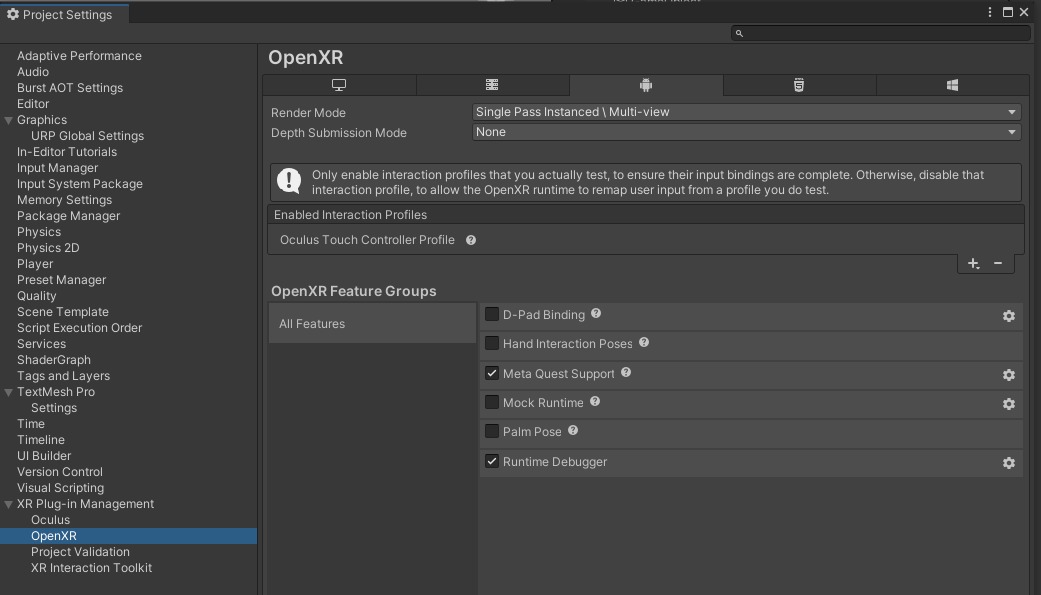 Project Settings
Adaptive Performance
Audio
Burst AOT Settings
Editor
Graphics
URP Global Settings
In-Editor Tutorials
Input Manager
Input System Package
Memory Settings
Package Manager
Physics
Physics 2D
Player
Preset Manager
Quality
Scene Template
Script Execution Order
Services
ShaderGraph
Tags and Layers
TextMesh Pro
Settings
Time
Timeline
UI Builder
Version Control
Visual Scripting
XR Plug-in Management
Oculus
OpenXR
Project Validation
XR Interaction Toolkit
OpenXR
Render Mode Single Pass Instanced \ Multi-view
Depth Submission Mode None
Only enable interaction profiles that you actually test, to ensure their input bindings are complete. Otherwise, disable that
interaction profile, to allow the OpenXR runtime to remap user input from a profile you do test.
Enabled Interaction Profiles
Oculus Touch Controller Profile
OpenXR Feature Groups
All Features
D-Pad Binding
Hand Interaction Poses
Meta Quest Support
Mock Runtime
Palm Pose
Runtime Debugger